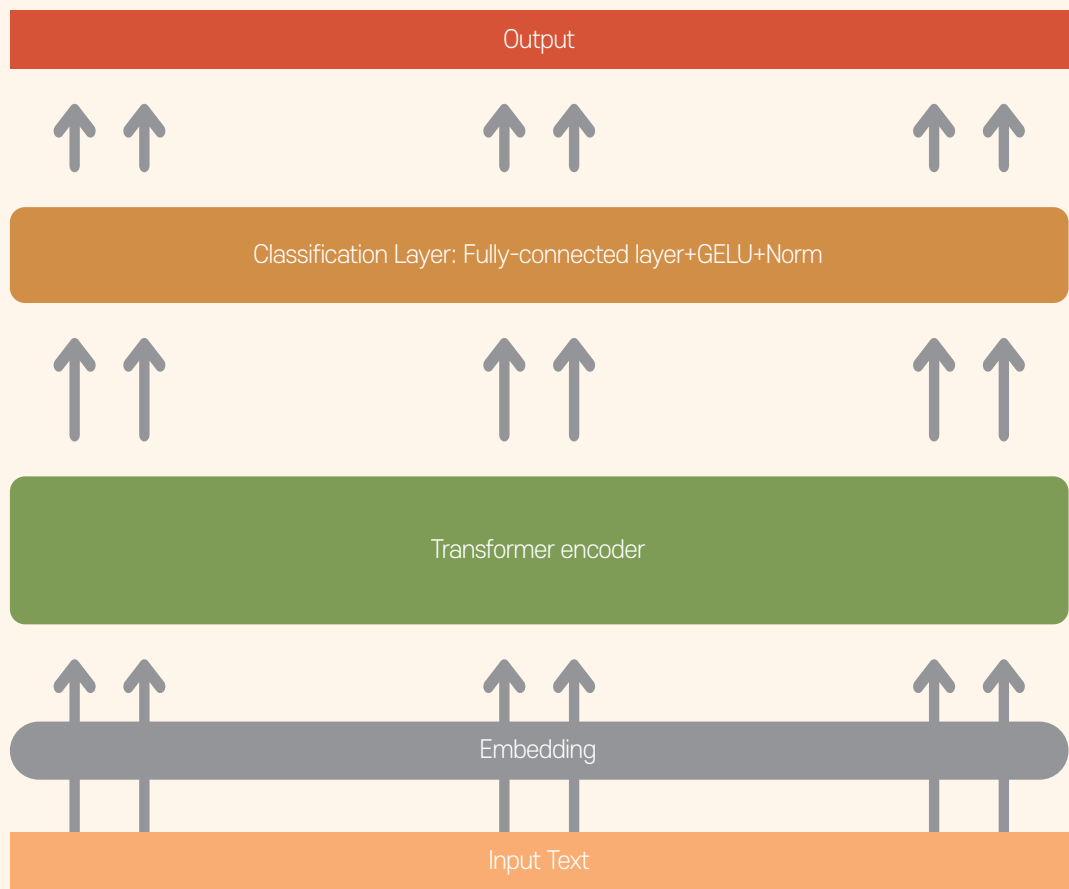 Output
Classification Layer: Fully-connected layer+GELU+Norm
Transformer encoder
Embedding
Input Text